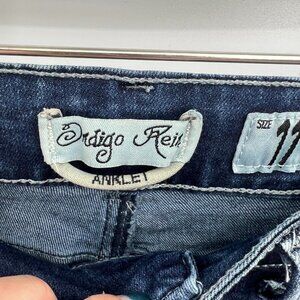 Indigo Rein
ANKLET
SIZE
11